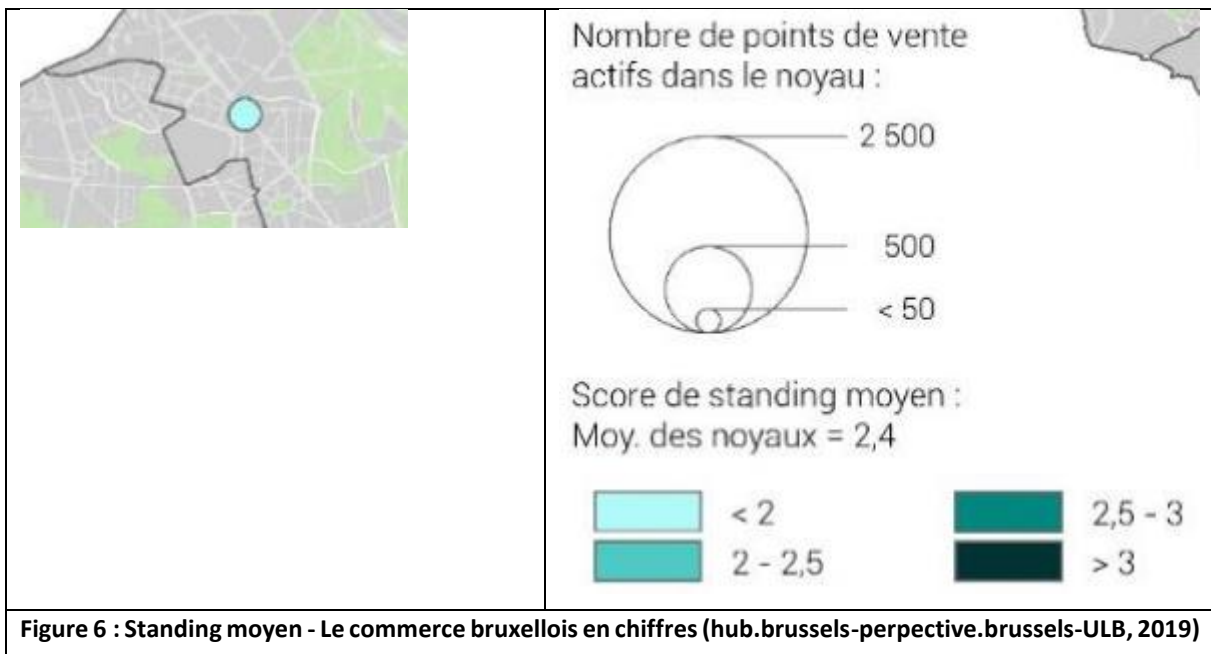 Nombre de points de vente
actifs dans le noyau :
2 500
500
< 50
Score de standing moyen :
Moy. des noyaux = 2,4
< 2
2,5 - 3
2 - 2,5
> 3
Figure 6 : Standing moyen - Le commerce bruxellois en chiffres (hub.brussels-perpective.brussels-ULB, 2019)